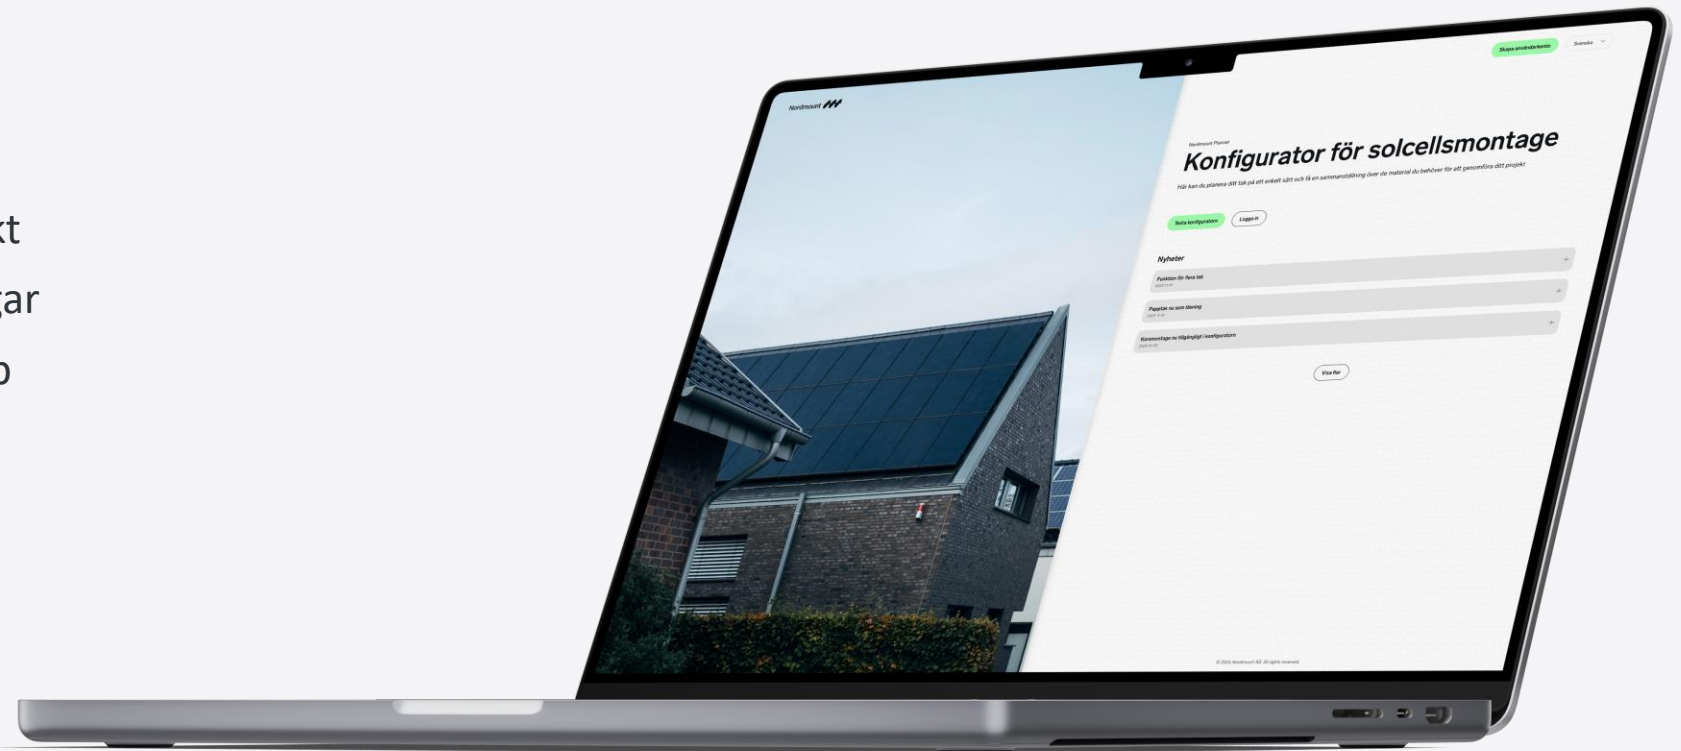 kt
gar
Nordmount
Skapa användarkonto
Svenska
Nordmount Planner
Konfigurator för solcellsmontage
Här kan du planera ditt tak på ett enkelt sätt och få en sammanställning över de material du behöver för att genomföra ditt projekt
Testa konfiguratorn
Logga in
Nyheter
Funktion för flera tak
Papptak nu som lösning
Kornmontage nu tillgängligt i konfiguratorn
Visa fler
© 2024 Nordmount AB. All rights reserved.